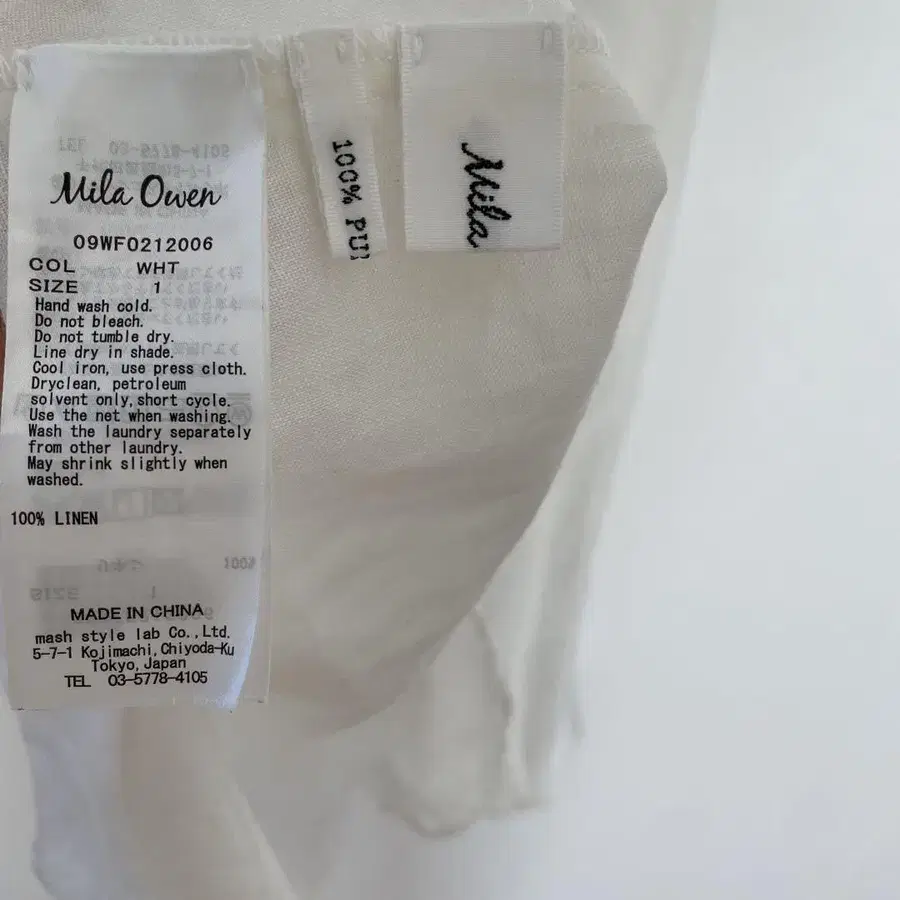 Mila Owen
09WF0212006
COL WHT
SIZE 1
Hand wash cold.
Do not bleach.
Do not tumble dry.
Line dry in shade.
Cool iron, use press cloth.
Dryclean, petroleum
solvent only, short cycle.
Use the net when washing.
Wash the laundry separately
from other laundry.
May shrink slightly when
washed.
100% LINEN
MADE IN CHINA
mash style lab Co., Ltd.
5-7-1 Kojimachi, Chiyoda-Ku
Tokyo, Japan
TEL 03-5778-4105
100%
Mila